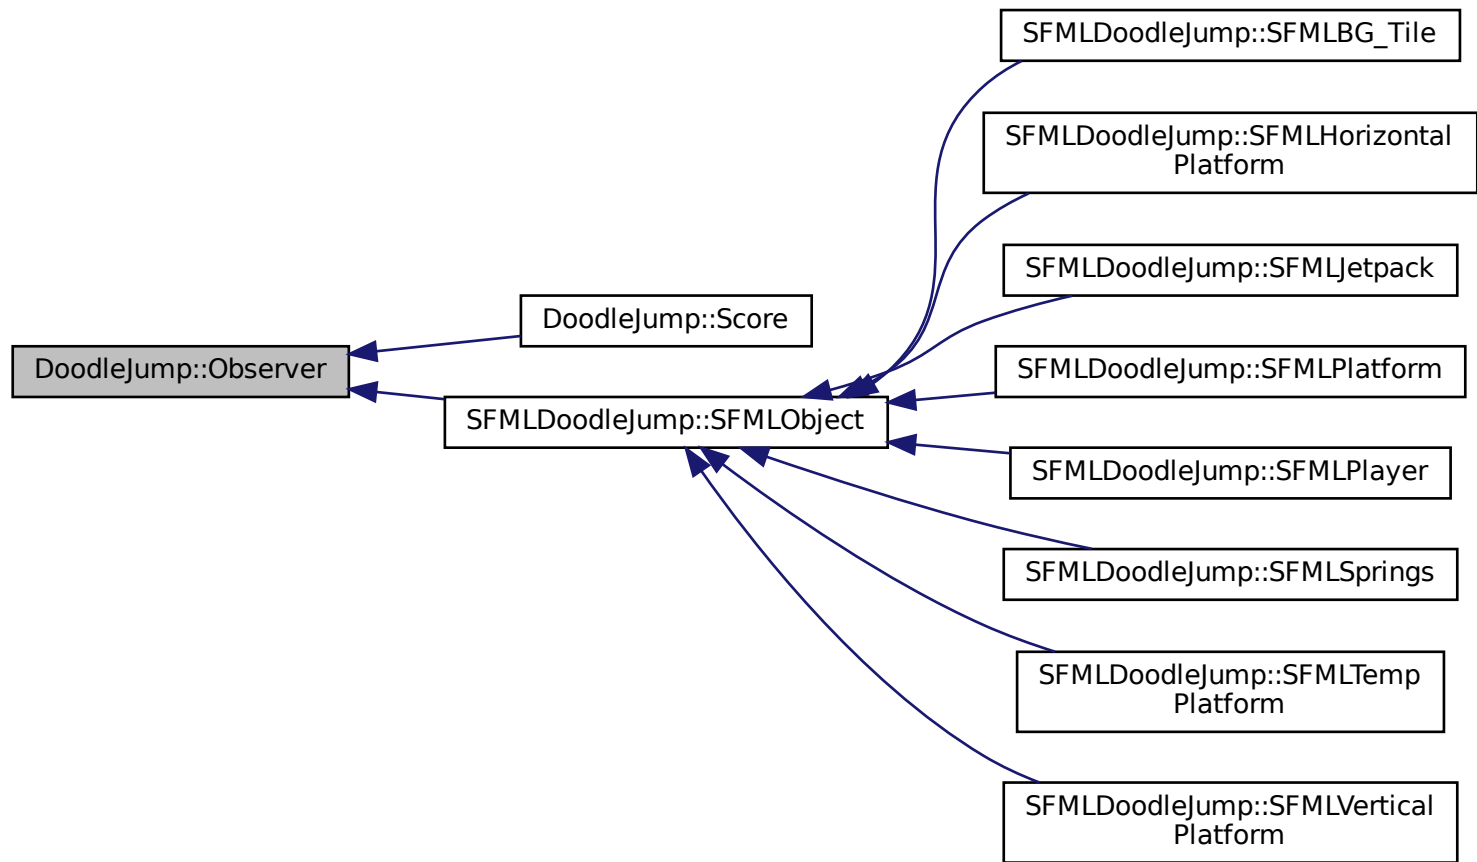 DoodleJump::Observer
DoodleJump::Score
SFMLDoodleJump::SFMLObject
SFMLDoodleJump::SFMLBG_Tile
SFMLDoodleJump::SFMLHorizontal
Platform
SFMLDoodleJump::SFMLJetpack
SFMLDoodleJump::SFMLPlatform
SFMLDoodleJump::SFMLPlayer
SFMLDoodleJump::SFMLSprings
SFMLDoodleJump::SFMLTemp
Platform
SFMLDoodleJump::SFMLVertical
Platform